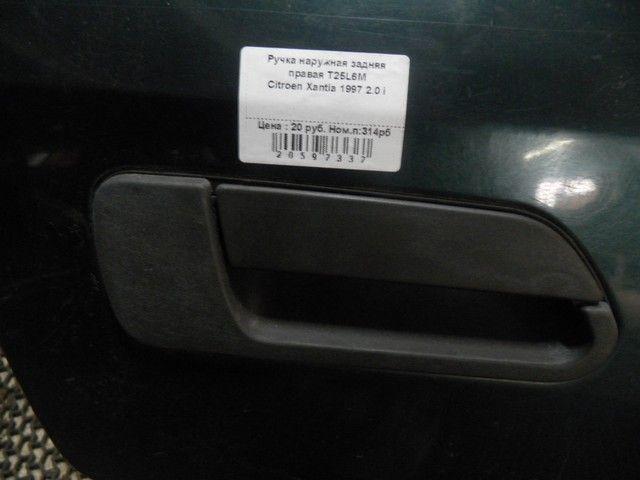 Ручка наружная задняя
правая T25L6M
Citroen Xantia 1997 2.0 i
Цена : 20 руб. Ном.п:314рб
20597337